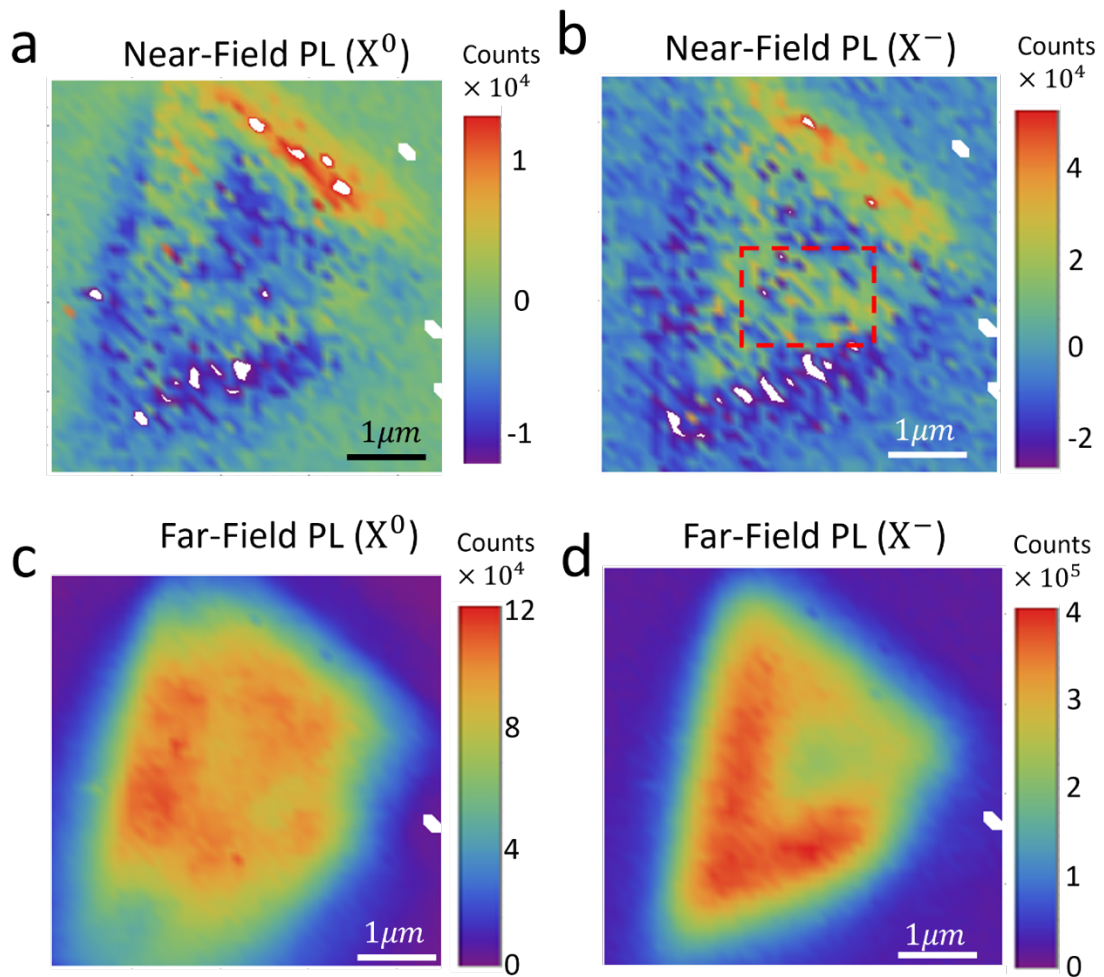 a
Near-Field PL (X⁰)
Counts
× 10⁴
1
0
-1
1μm
b
Near-Field PL (X⁻)
Counts
× 10⁴
4
2
0
-2
1μm
c
Far-Field PL (X⁰)
Counts
× 10⁴
12
8
4
0
1μm
d
Far-Field PL (X⁻)
Counts
× 10⁵
4
3
2
1
0
1μm